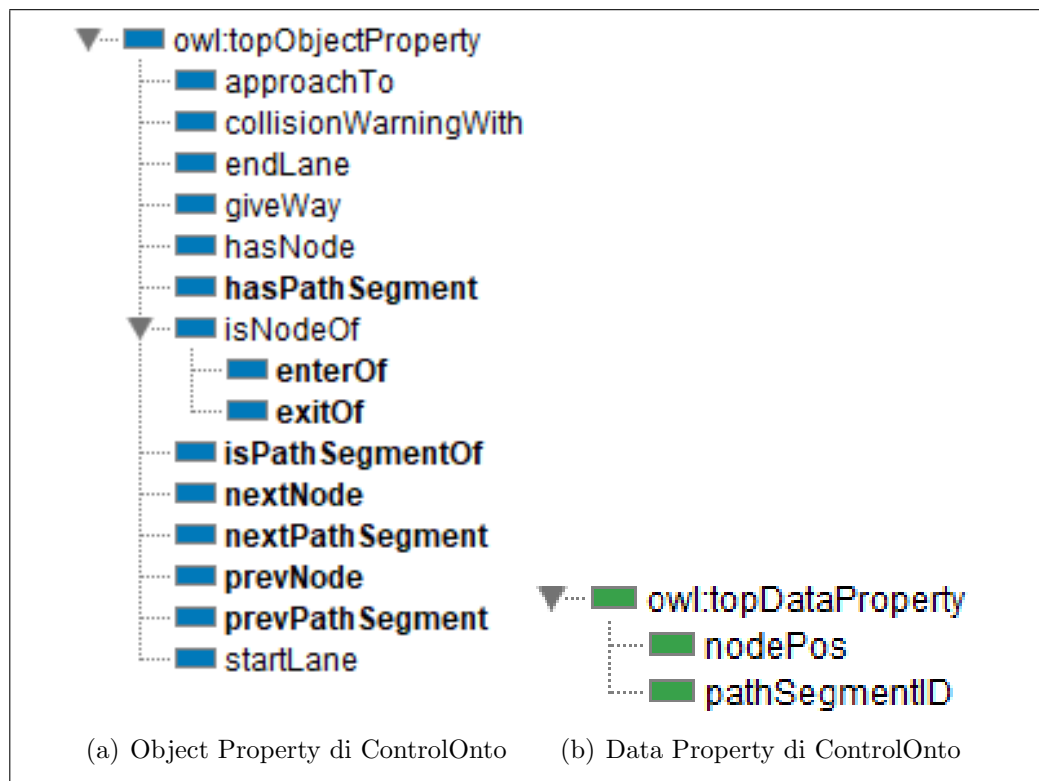 owl:topObjectProperty
approachTo
collisionWarningWith
endLane
giveWay
hasNode
hasPathSegment
isNodeOf
enterOf
exitOf
isPathSegmentOf
nextNode
nextPathSegment
prevNode
prevPathSegment
startLane
(a) Object Property di ControlOnto
owl:topDataProperty
nodePos
pathSegmentID
(b) Data Property di ControlOnto